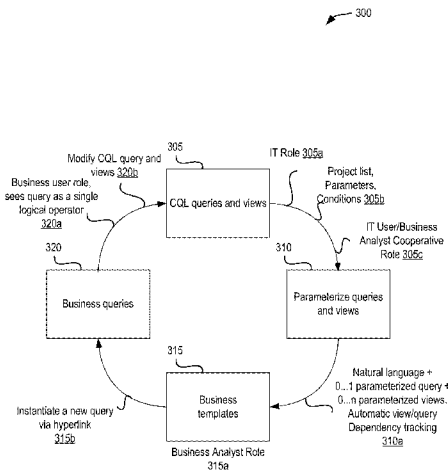 300
305
IT Role 305a
Modify CQL query and
views 320b
Business user role,
sees query as a single
logical operator
320a
CQL queries and views
Project list,
Parameters,
Conditions 305b
IT User/Business
Analyst Cooperative
Role 305c
320
Business queries
310
Parameterize queries
and views
315
Business
templates
Business Analyst Role
315a
Instantiate a new query
via hyperlink
315b
Natural language +
0...1 parameterized query +
0...n parameterized views.
Automatic view/query
Dependency tracking
310a